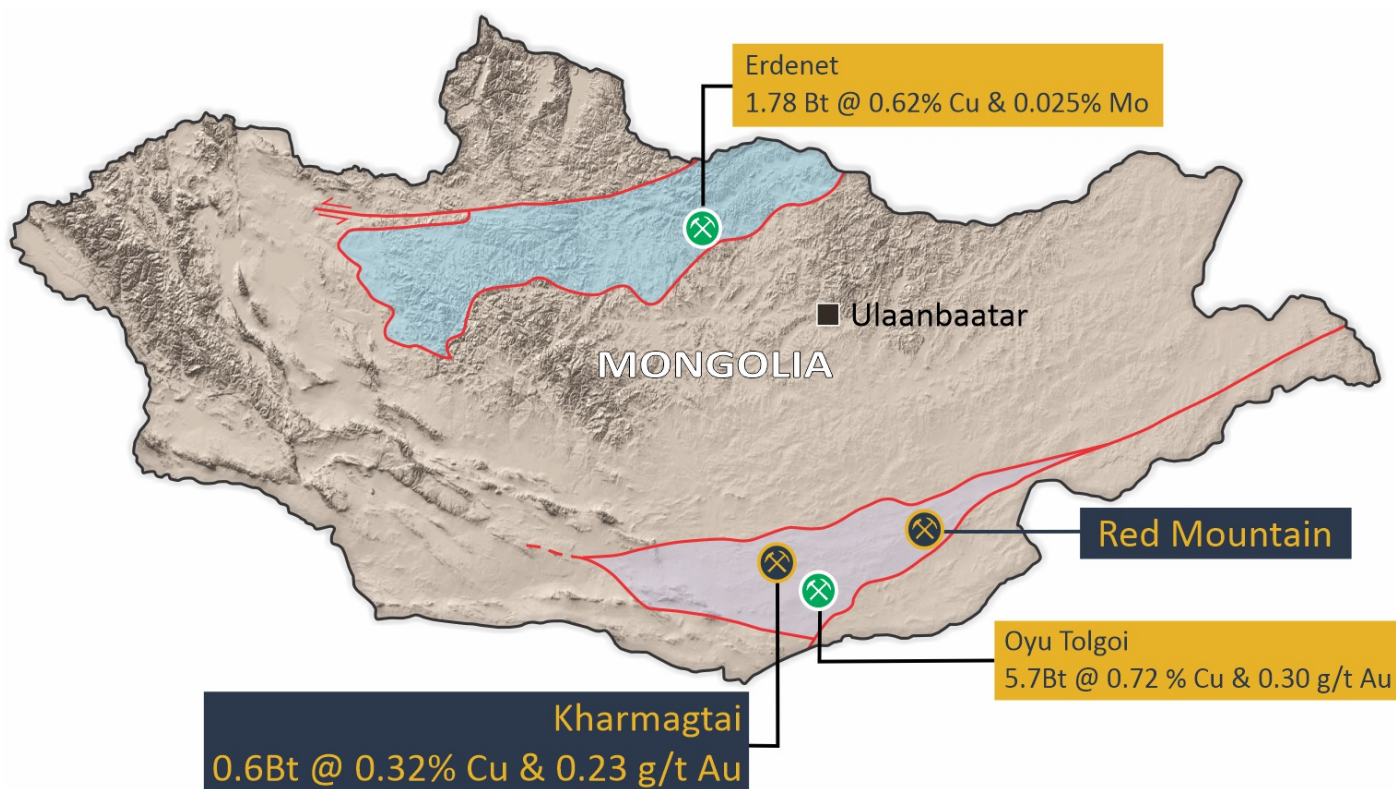 Erdenet
1.78 Bt @ 0.62% Cu & 0.025% Mo
Ulaanbaatar
MONGOLIA
Red Mountain
Oyu Tolgoi
5.7Bt @ 0.72 % Cu & 0.30 g/t Au
Kharmagtai
0.6Bt @ 0.32% Cu & 0.23 g/t Au